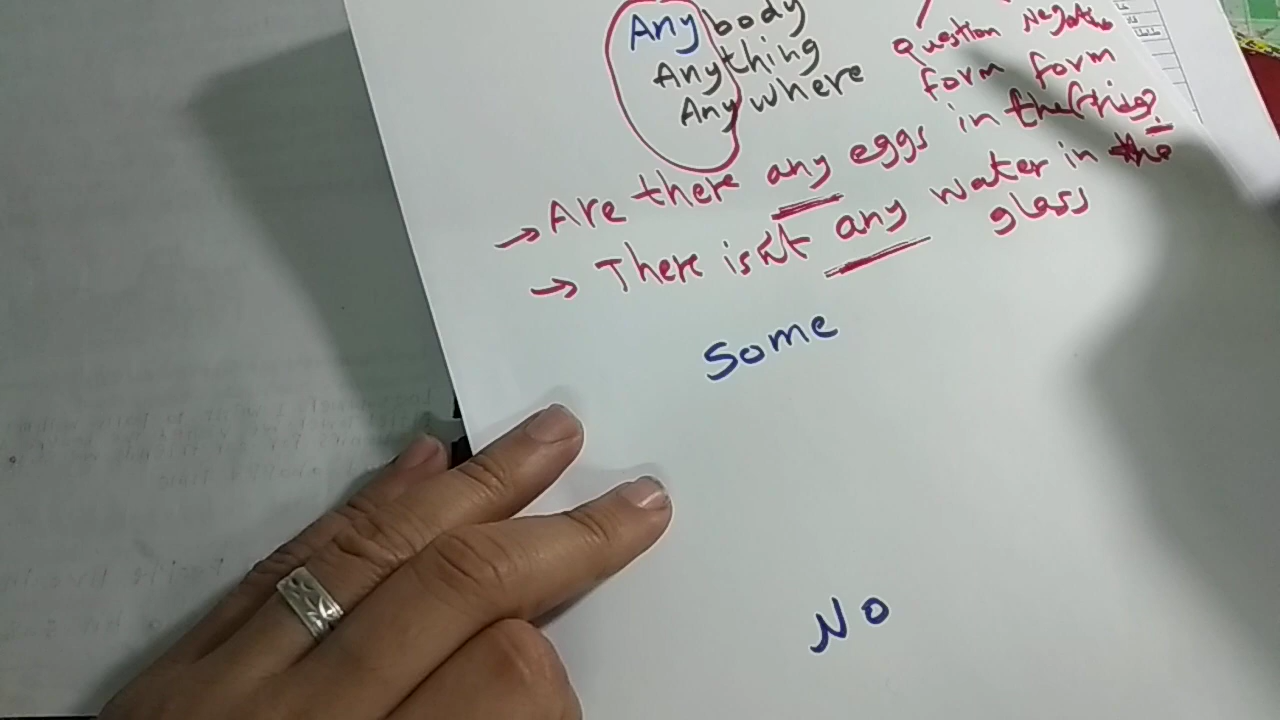 Anybody
Anything
Anywhere
question Negative
form form
→ Are there any eggs in the fridge?
→ There isn't any water in the
glass
Some
No